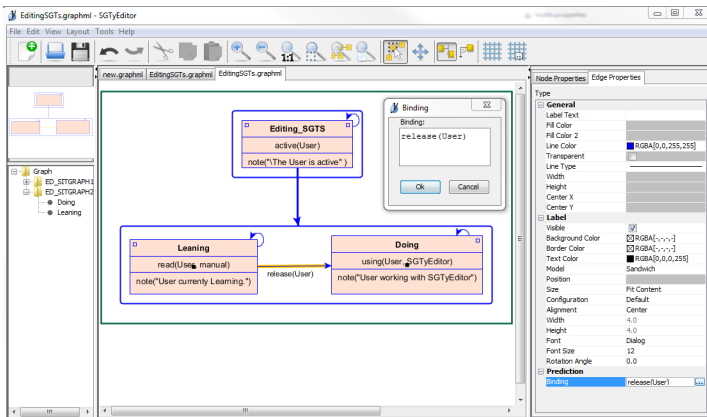 EditingSGTs.graphml - SGTyEditor
File Edit View Layout Tools Help
1:1
new.graphml EditingSGTs.graphml EditingSGTs.graphml
Graph
ED_SITGRAPH1
ED_SITGRAPH2
Doing
Leaning
Editing_SGTS
active(User)
note("\The User is active" )
Leaning
read(User, manual)
note("User currenty Learning.")
release(User)
Doing
using(User, SGTyEditor)
note("User working with SGTyEditor")
Binding
Binding:
release(User)
Ok Cancel
Node Properties Edge Properties
Type
General
Label Text
Fill Color
Fill Color 2
Line Color RGBA[0,0,255,255]
Transparent
Line Type
Width
Height
Center X
Center Y
Label
Visible
Background Color RGBA[-,-,-,-]
Border Color RGBA[-,-,-,-]
Text Color RGBA[0,0,0,255]
Model Sandwich
Position
Size Fit Content
Configuration Default
Alignment Center
Width 4.0
Height 4.0
Font Dialog
Font Size 12
Rotation Angle 0.0
Prediction
Binding release(User) ...